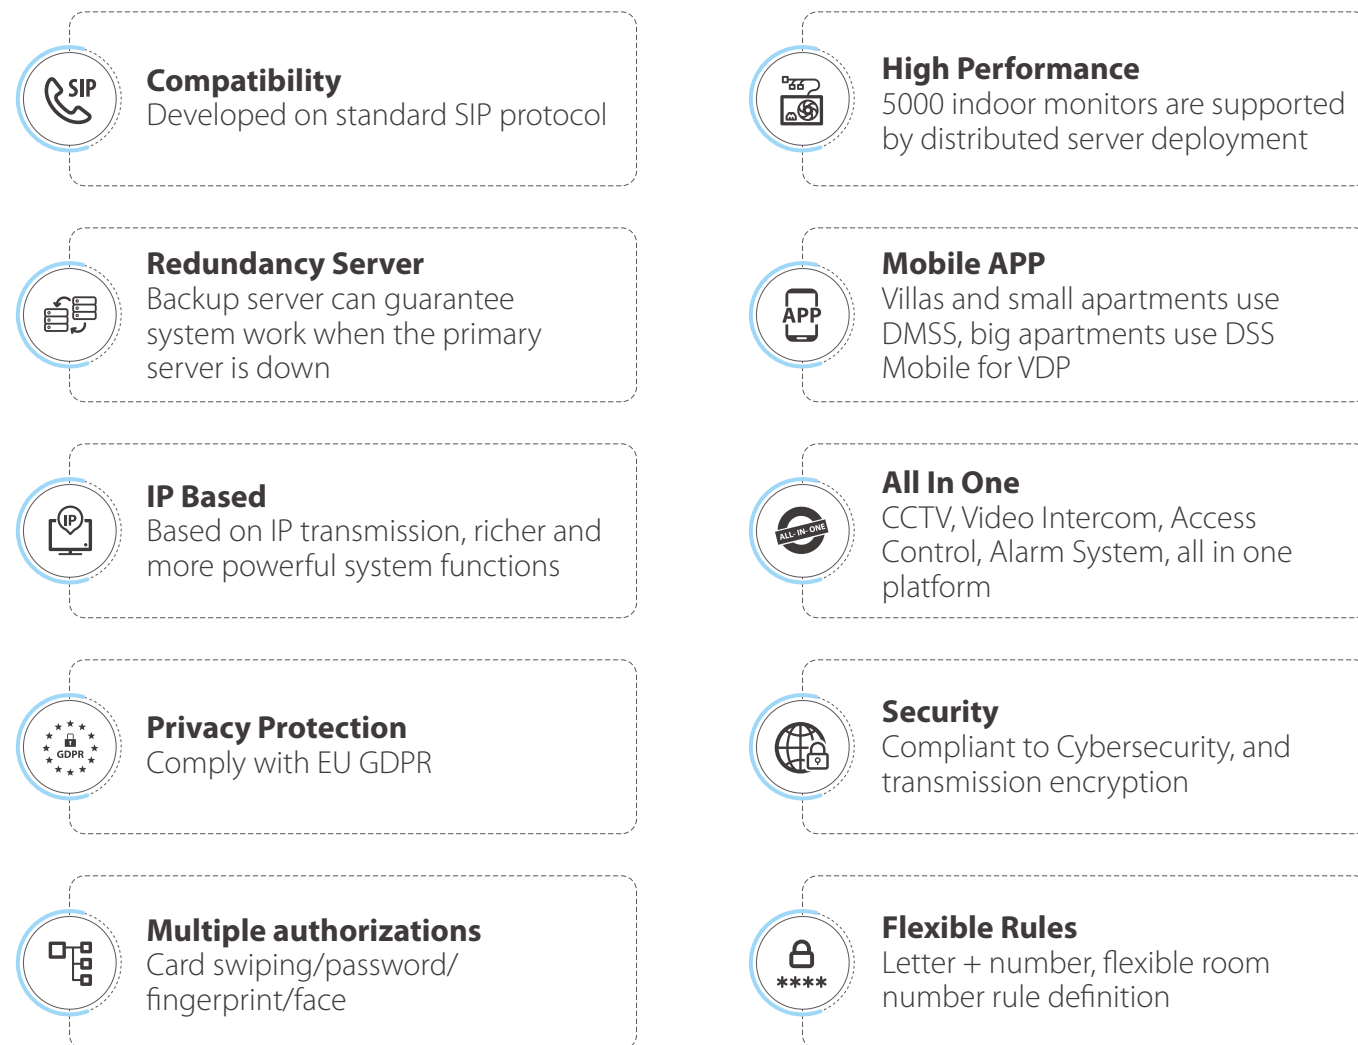 SIP
Compatibility
Developed on standard SIP protocol
High Performance
5000 indoor monitors are supported
by distributed server deployment
Redundancy Server
Backup server can guarantee
system work when the primary
server is down
APP
Mobile APP
Villas and small apartments use
DMSS, big apartments use DSS
Mobile for VDP
IP
IP Based
Based on IP transmission, richer and
more powerful system functions
ALL-IN-ONE
All In One
CCTV, Video Intercom, Access
Control, Alarm System, all in one
platform
GDPR
Privacy Protection
Comply with EU GDPR
Security
Compliant to Cybersecurity, and
transmission encryption
Multiple authorizations
Card swiping/password/
fingerprint/face
****
Flexible Rules
Letter + number, flexible room
number rule definition